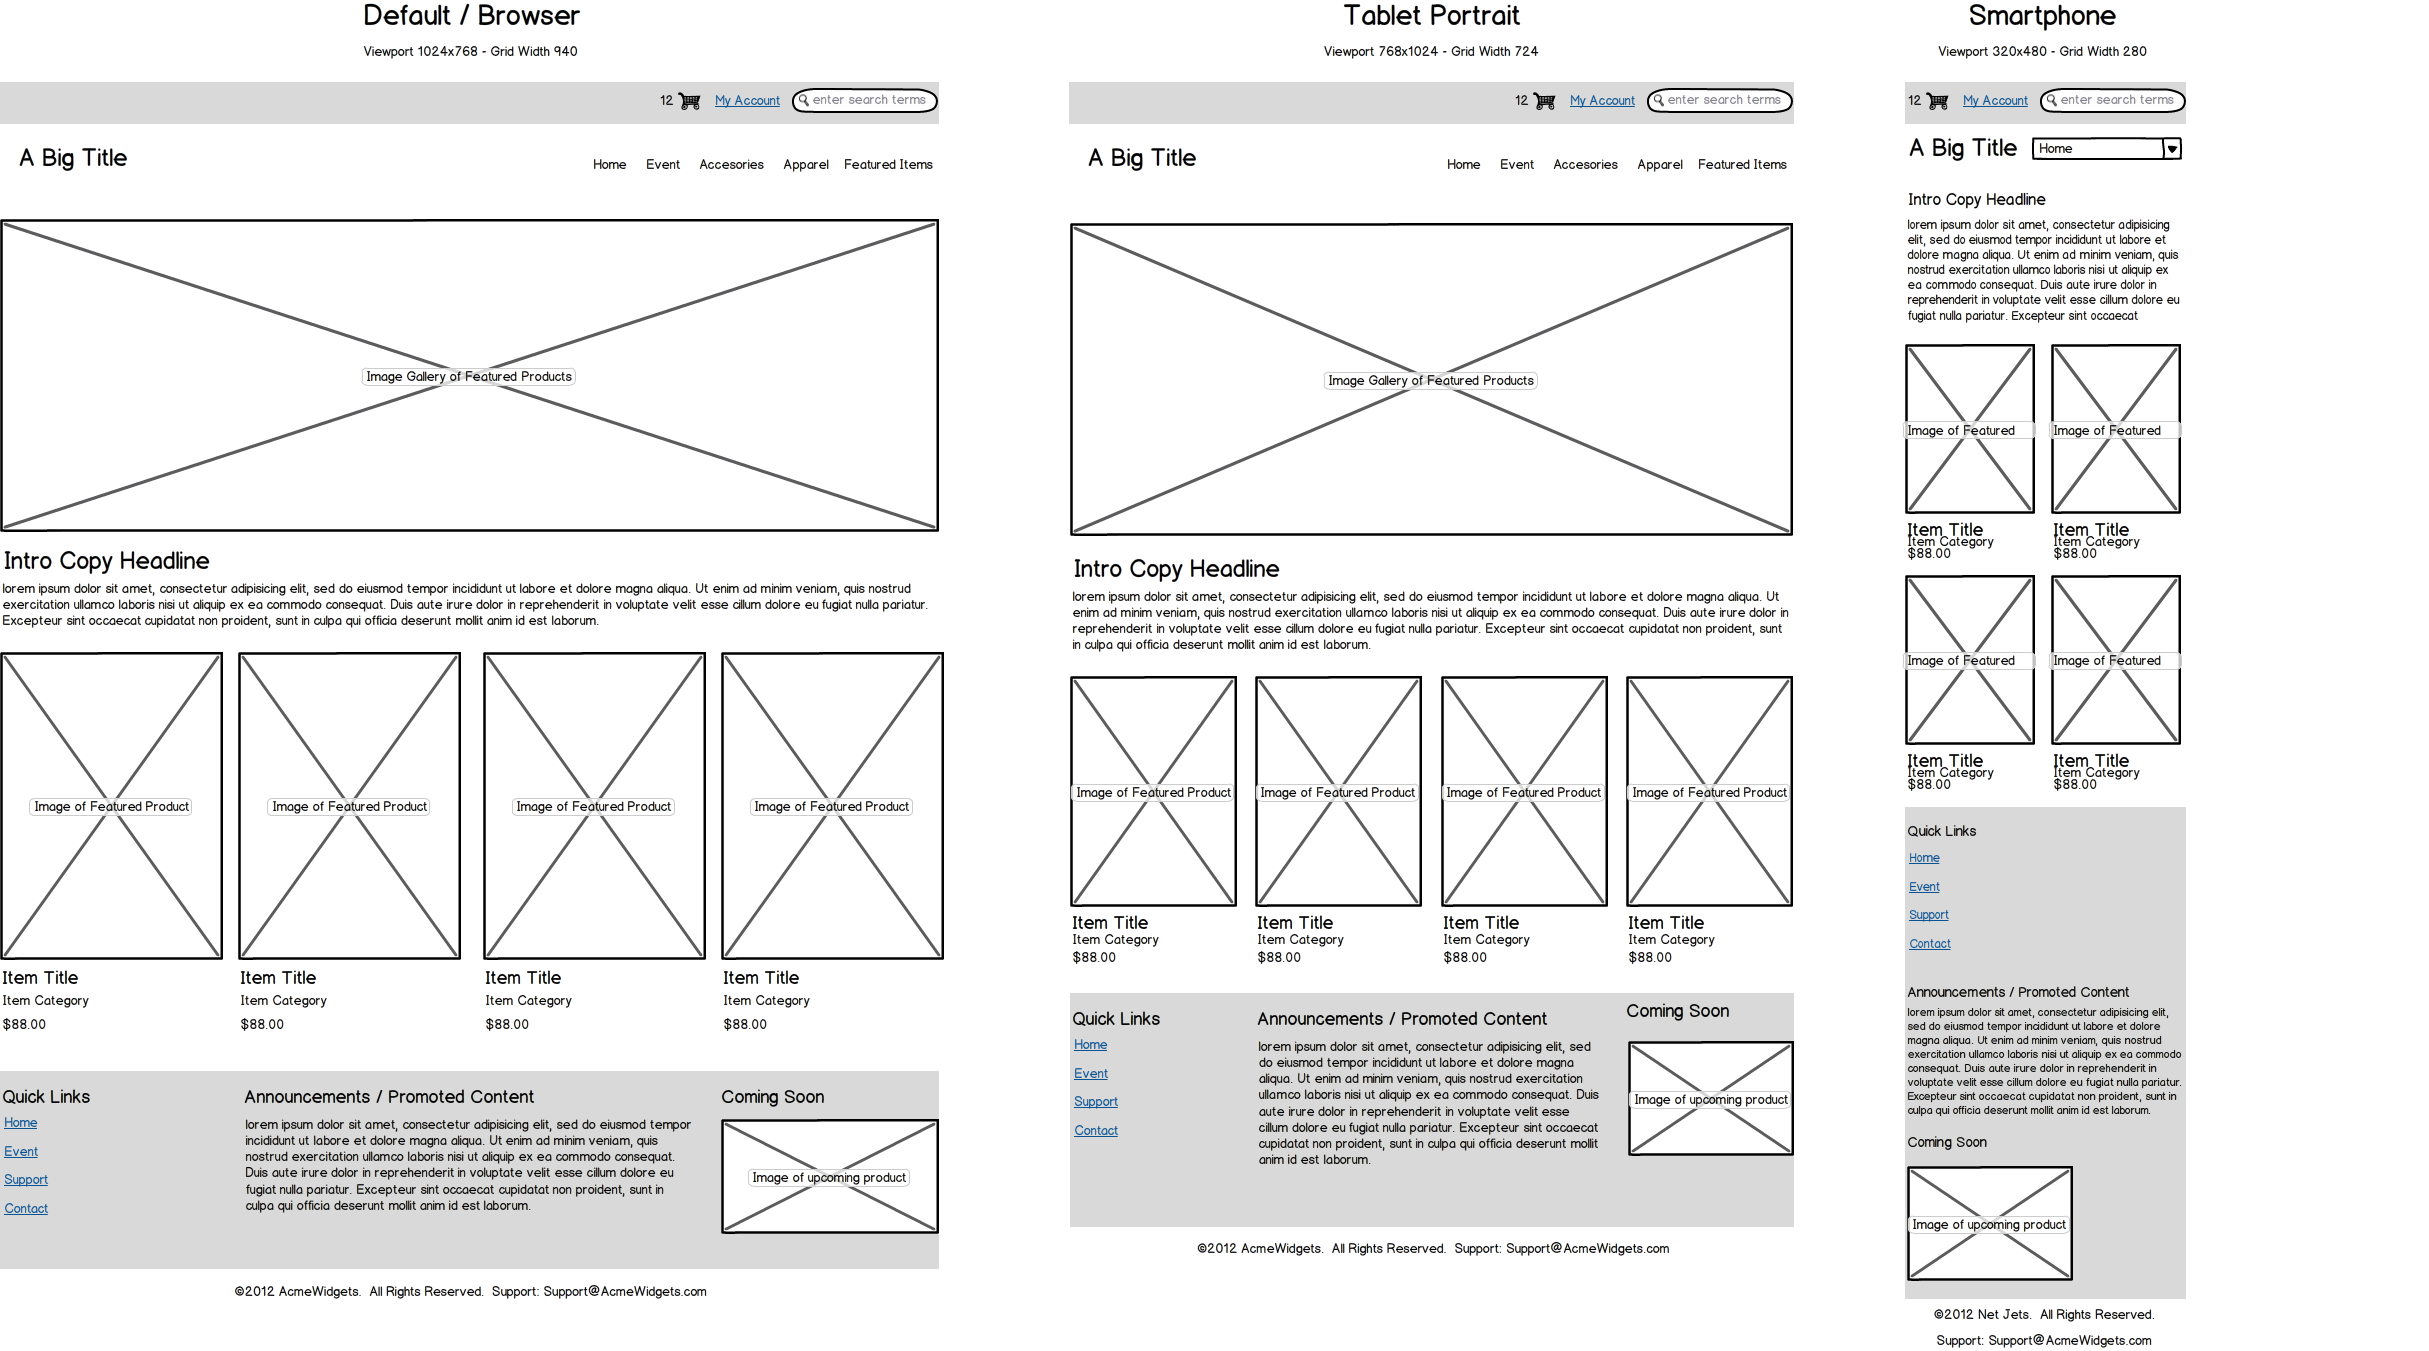 Default / Browser
Viewport 1024x768 - Grid Width 940
12 My Account enter search terms
A Big Title
Home Event Accesories Apparel Featured Items
Image Gallery of Featured Products
Intro Copy Headline
lorem ipsum dolor sit amet, consectetur adipisicing elit, sed do eiusmod tempor incididunt ut labore et dolore magna aliqua. Ut enim ad minim veniam, quis nostrud
exercitation ullamco laboris nisi ut aliquip ex ea commodo consequat. Duis aute irure dolor in reprehenderit in voluptate velit esse cillum dolore eu fugiat nulla pariatur.
Excepteur sint occaecat cupidatat non proident, sunt in culpa qui officia deserunt mollit anim id est laborum.
Image of Featured Product Image of Featured Product Image of Featured Product Image of Featured Product
Item Title Item Title Item Title Item Title
Item Category Item Category Item Category Item Category
$88.00 $88.00 $88.00 $88.00
Quick Links
Home
Event
Support
Contact
Announcements / Promoted Content
lorem ipsum dolor sit amet, consectetur adipisicing elit, sed do eiusmod tempor
incididunt ut labore et dolore magna aliqua. Ut enim ad minim veniam, quis
nostrud exercitation ullamco laboris nisi ut aliquip ex ea commodo consequat.
Duis aute irure dolor in reprehenderit in voluptate velit esse cillum dolore eu
fugiat nulla pariatur. Excepteur sint occaecat cupidatat non proident, sunt in
culpa qui officia deserunt mollit anim id est laborum.
Coming Soon
Image of upcoming product
©2012 AcmeWidgets. All Rights Reserved. Support: Support@AcmeWidgets.com
Tablet Portrait
Viewport 768x1024 - Grid Width 724
12 My Account enter search terms
A Big Title
Home Event Accesories Apparel Featured Items
Image Gallery of Featured Products
Intro Copy Headline
lorem ipsum dolor sit amet, consectetur adipisicing elit, sed do eiusmod tempor incididunt ut labore et dolore magna aliqua. Ut
enim ad minim veniam, quis nostrud exercitation ullamco laboris nisi ut aliquip ex ea commodo consequat. Duis aute irure dolor in
reprehenderit in voluptate velit esse cillum dolore eu fugiat nulla pariatur. Excepteur sint occaecat cupidatat non proident, sunt
in culpa qui officia deserunt mollit anim id est laborum.
Image of Featured Product Image of Featured Product Image of Featured Product Image of Featured Product
Item Title Item Title Item Title Item Title
Item Category Item Category Item Category Item Category
$88.00 $88.00 $88.00 $88.00
Quick Links
Home
Event
Support
Contact
Announcements / Promoted Content
lorem ipsum dolor sit amet, consectetur adipisicing elit, sed
do eiusmod tempor incididunt ut labore et dolore magna
aliqua. Ut enim ad minim veniam, quis nostrud exercitation
ullamco laboris nisi ut aliquip ex ea commodo consequat. Duis
aute irure dolor in reprehenderit in voluptate velit esse
cillum dolore eu fugiat nulla pariatur. Excepteur sint occaecat
cupidatat non proident, sunt in culpa qui officia deserunt mollit
anim id est laborum.
Coming Soon
Image of upcoming product
©2012 AcmeWidgets. All Rights Reserved. Support: Support@AcmeWidgets.com
Smartphone
Viewport 320x480 - Grid Width 280
12 My Account enter search terms
A Big Title Home
Intro Copy Headline
lorem ipsum dolor sit amet, consectetur adipisicing
elit, sed do eiusmod tempor incididunt ut labore et
dolore magna aliqua. Ut enim ad minim veniam, quis
nostrud exercitation ullamco laboris nisi ut aliquip ex
ea commodo consequat. Duis aute irure dolor in
reprehenderit in voluptate velit esse cillum dolore eu
fugiat nulla pariatur. Excepteur sint occaecat
Image of Featured Image of Featured
Item Title Item Title
Item Category Item Category
$88.00 $88.00
Image of Featured Image of Featured
Item Title Item Title
Item Category Item Category
$88.00 $88.00
Quick Links
Home
Event
Support
Contact
Announcements / Promoted Content
lorem ipsum dolor sit amet, consectetur adipisicing elit,
sed do eiusmod tempor incididunt ut labore et dolore
magna aliqua. Ut enim ad minim veniam, quis nostrud
exercitation ullamco laboris nisi ut aliquip ex ea commodo
consequat. Duis aute irure dolor in reprehenderit in
voluptate velit esse cillum dolore eu fugiat nulla pariatur.
Excepteur sint occaecat cupidatat non proident, sunt in
culpa qui officia deserunt mollit anim id est laborum.
Coming Soon
Image of upcoming product
©2012 Net Jets. All Rights Reserved.
Support: Support@AcmeWidgets.com